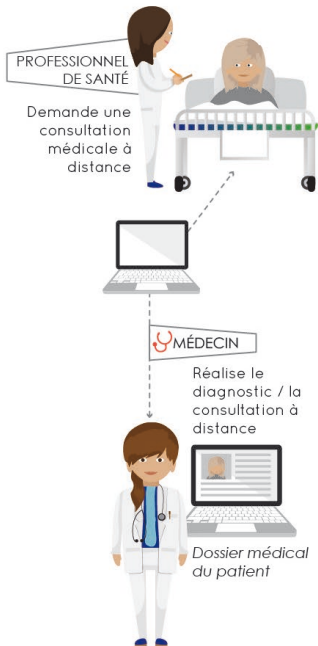 PROFESSIONNEL
DE SANTÉ
Demande une
consultation
médicale à
distance
MÉDECIN
Réalise le
diagnostic / la
consultation à
distance
Dossier médical
du patient